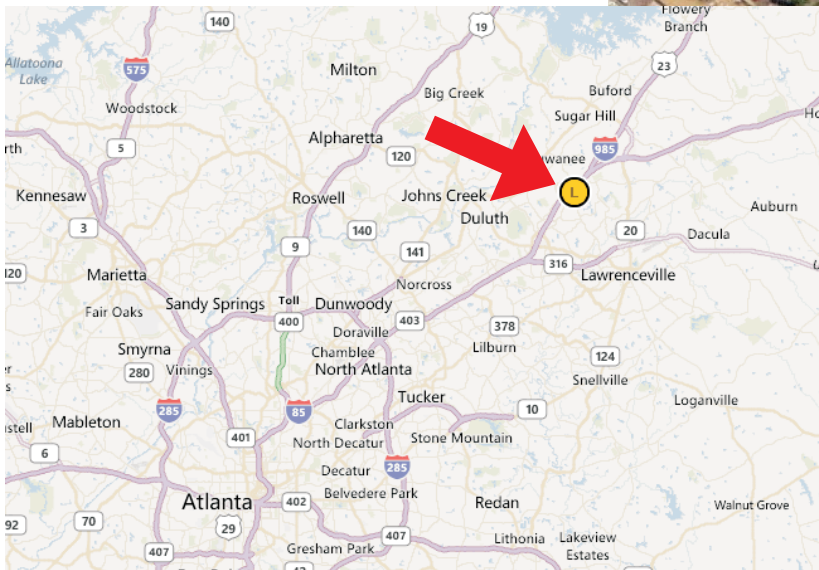 Flowery
Branch
140
19
Allatoona
Lake
575
Milton
23
Big Creek
Buford
Woodstock
Sugar Hill
Alpharetta
985
5
120
Kennesaw
Roswell
Johns Creek
L
Duluth
Auburn
3
9
140
20
Dacula
141
316
Lawrenceville
Marietta
Norcross
Fair Oaks
Sandy Springs
Toll
400
Dunwoody
Doraville
403
378
Smyrna
Chamblee
Lilburn
280
Vinings
North Atlanta
124
Snellville
285
85
Tucker
10
Loganville
Mableton
401
Clarkston
North Decatur
Stone Mountain
6
Decatur
285
Belvedere Park
Atlanta
402
Redan
Walnut Grove
92
70
29
407
Gresham Park
407
Lithonia
Lakeview
Estates